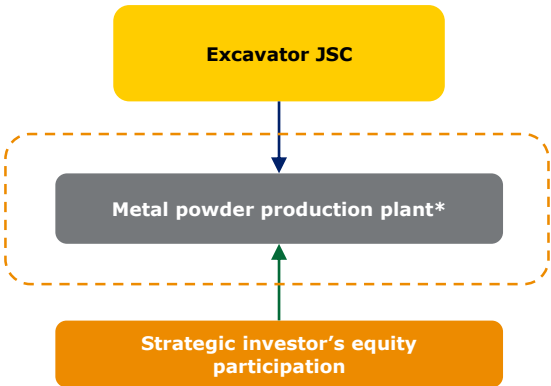 Excavator JSC
Metal powder production plant*
Strategic investor’s equity
participation